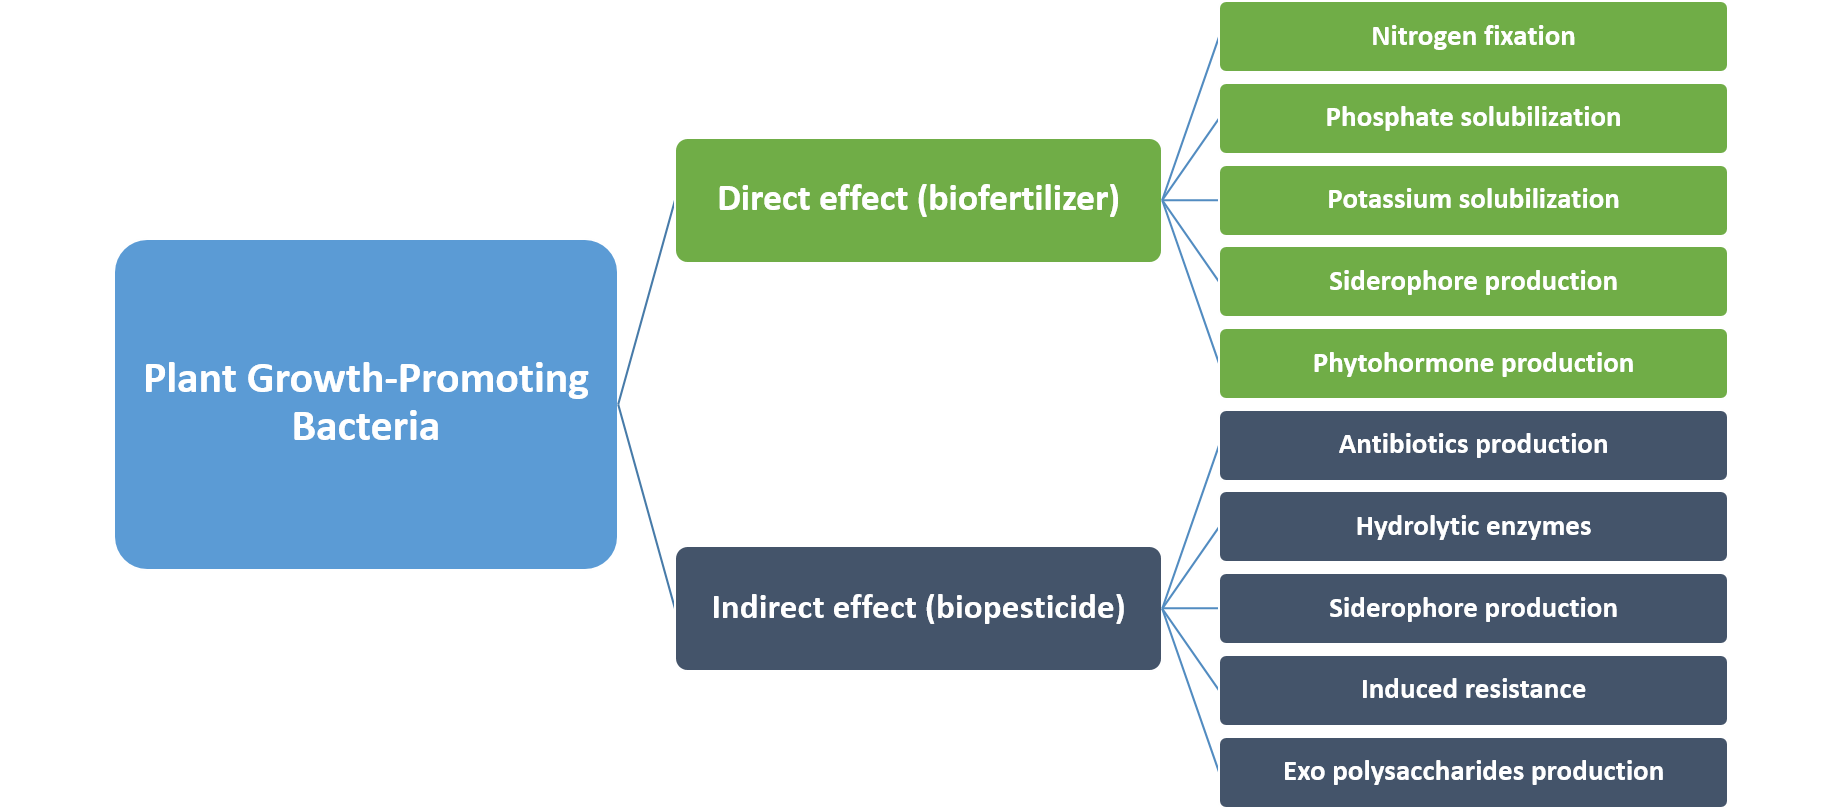 Plant Growth-Promoting
Bacteria
Direct effect (biofertilizer)
Nitrogen fixation
Phosphate solubilization
Potassium solubilization
Siderophore production
Phytohormone production
Indirect effect (biopesticide)
Antibiotics production
Hydrolytic enzymes
Siderophore production
Induced resistance
Exo polysaccharides production